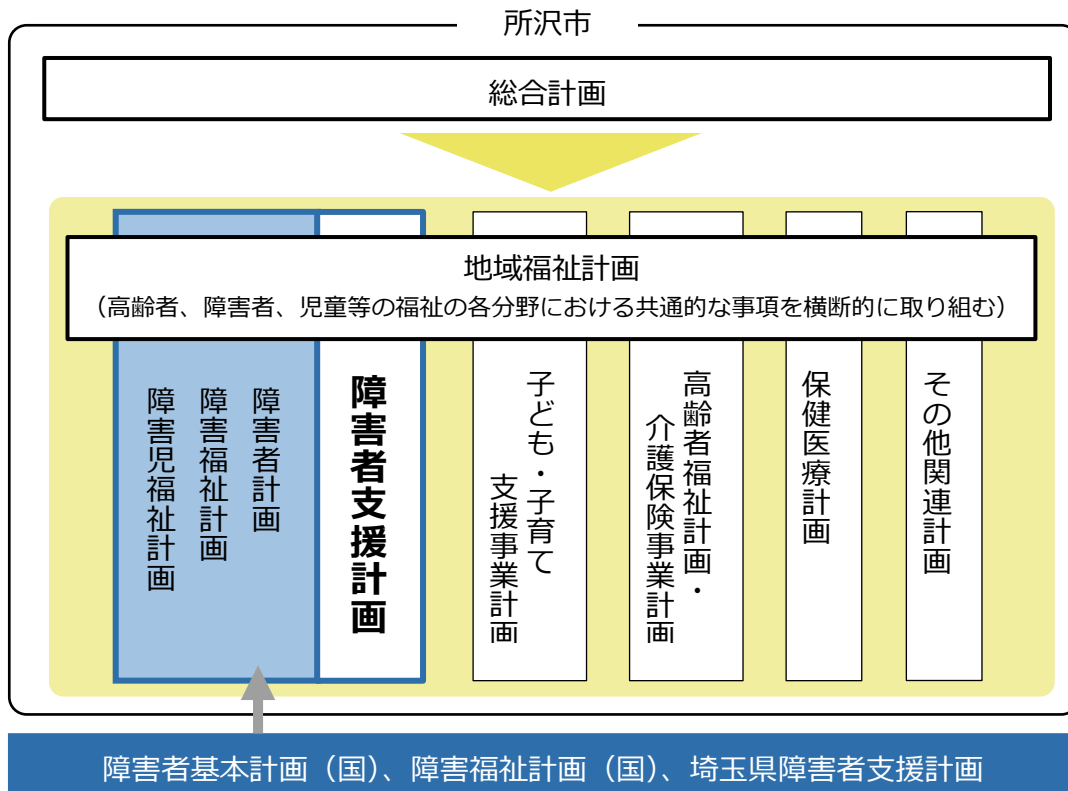 所沢市
総合計画
地域福祉計画
（高齢者、障害者、児童等の福祉の各分野における共通的な事項を横断的に取り組む）
障害者支援計画
障害者計画
障害福祉計画
障害児福祉計画
子ども・子育て
支援事業計画
高齢者福祉計画・
介護保険事業計画
保健医療計画
その他関連計画
障害者基本計画（国）、障害福祉計画（国）、埼玉県障害者支援計画